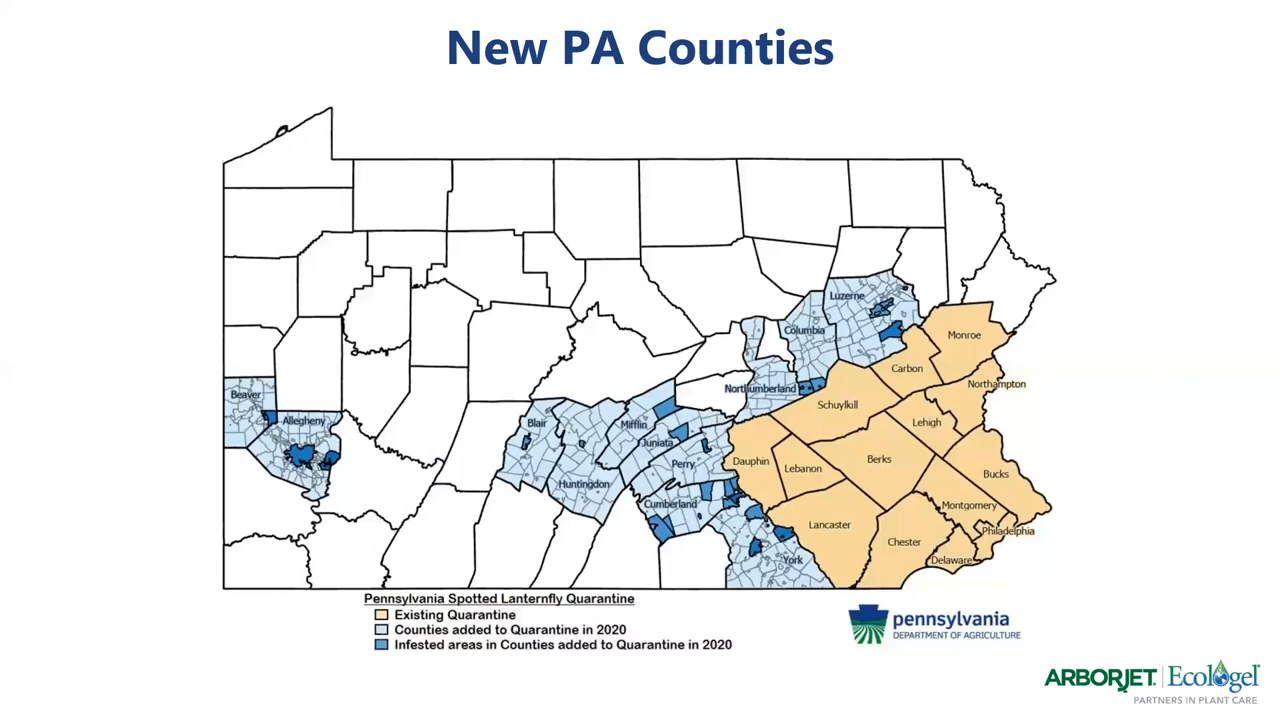 New PA Counties
Luzerne
Columbia
Monroe
Carbon
Northampton
Beaver
Northumberland
Schuylkill
Allegheny
Blair
Mifflin
Lehigh
Juniata
Perry
Dauphin
Lebanon
Berks
Bucks
Huntingdon
Cumberland
Montgomery
Lancaster
Philadelphia
Chester
York
Delaware
Pennsylvania Spotted Lanternfly Quarantine
Existing Quarantine
Counties added to Quarantine in 2020
Infested areas in Counties added to Quarantine in 2020
pennsylvania
DEPARTMENT OF AGRICULTURE
ARBORJET | Ecologel
PARTNERS IN PLANT CARE